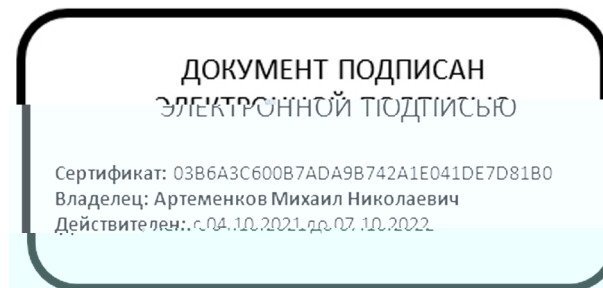 ДОКУМЕНТ ПОДПИСАН
ЭЛЕКТРОННОЙ ПОДПИСЬЮ
Сертификат: 03B6A3C600B7ADA9B742A1E041DE7D81B0
Владелец: Артеменков Михаил Николаевич
Действителен: с 04.10.2021 до 07.10.2022